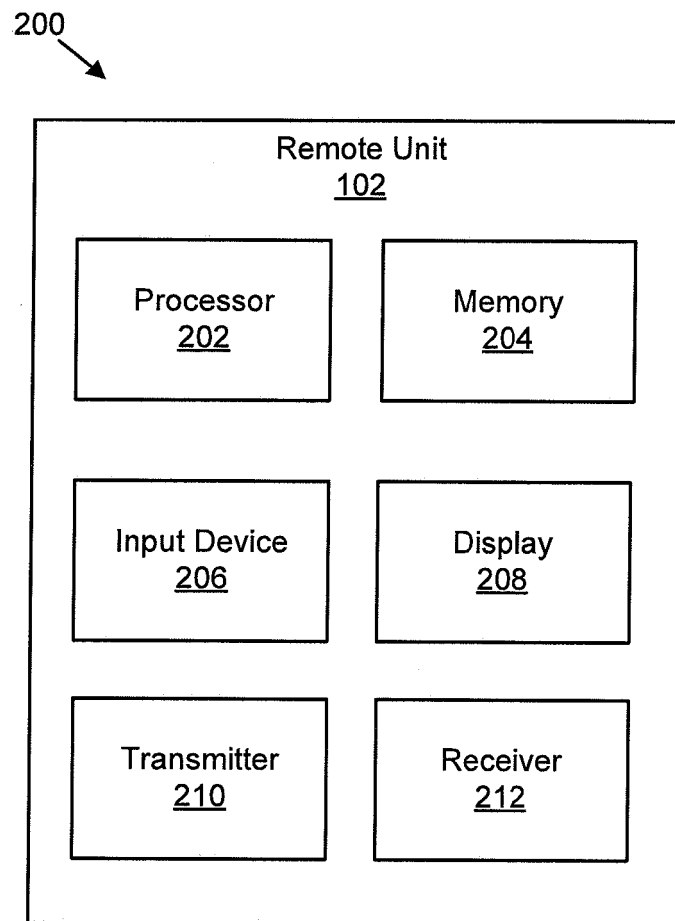 200
Remote Unit
102
Processor
202
Memory
204
Input Device
206
Display
208
Transmitter
210
Receiver
212